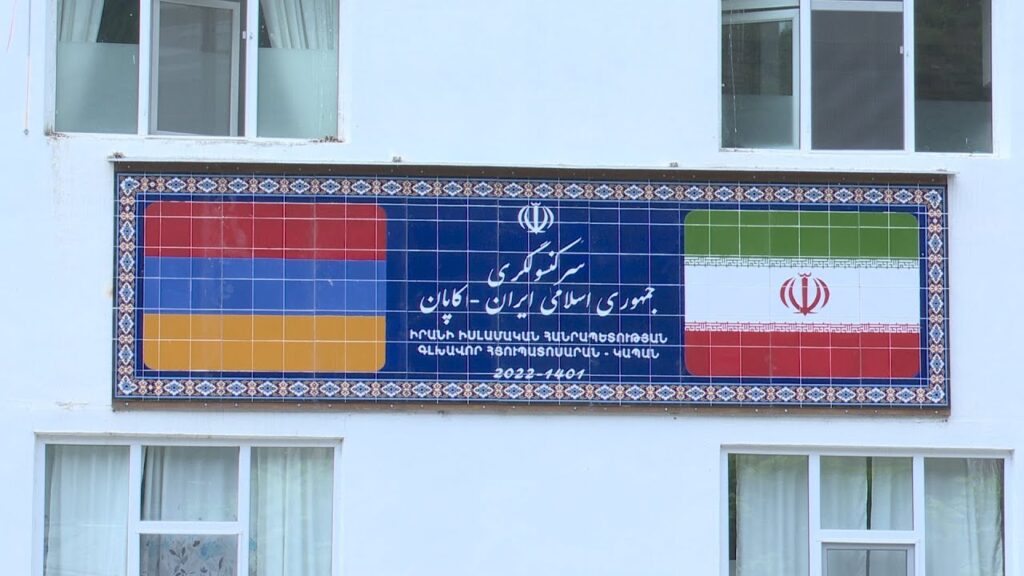 سرکنسولگری
جمهوری اسلامی ایران - کاپان
ԻՐԱՆԻ ԻՍԼԱՄԱԿԱՆ ՀԱՆՐԱՊԵՏՈՒԹՅԱՆ
ԳԼԽԱՎՈՐ ՀՅՈՒՊԱՏՈՍԱՐԱՆ - ԿԱՊԱՆ
2022-1401